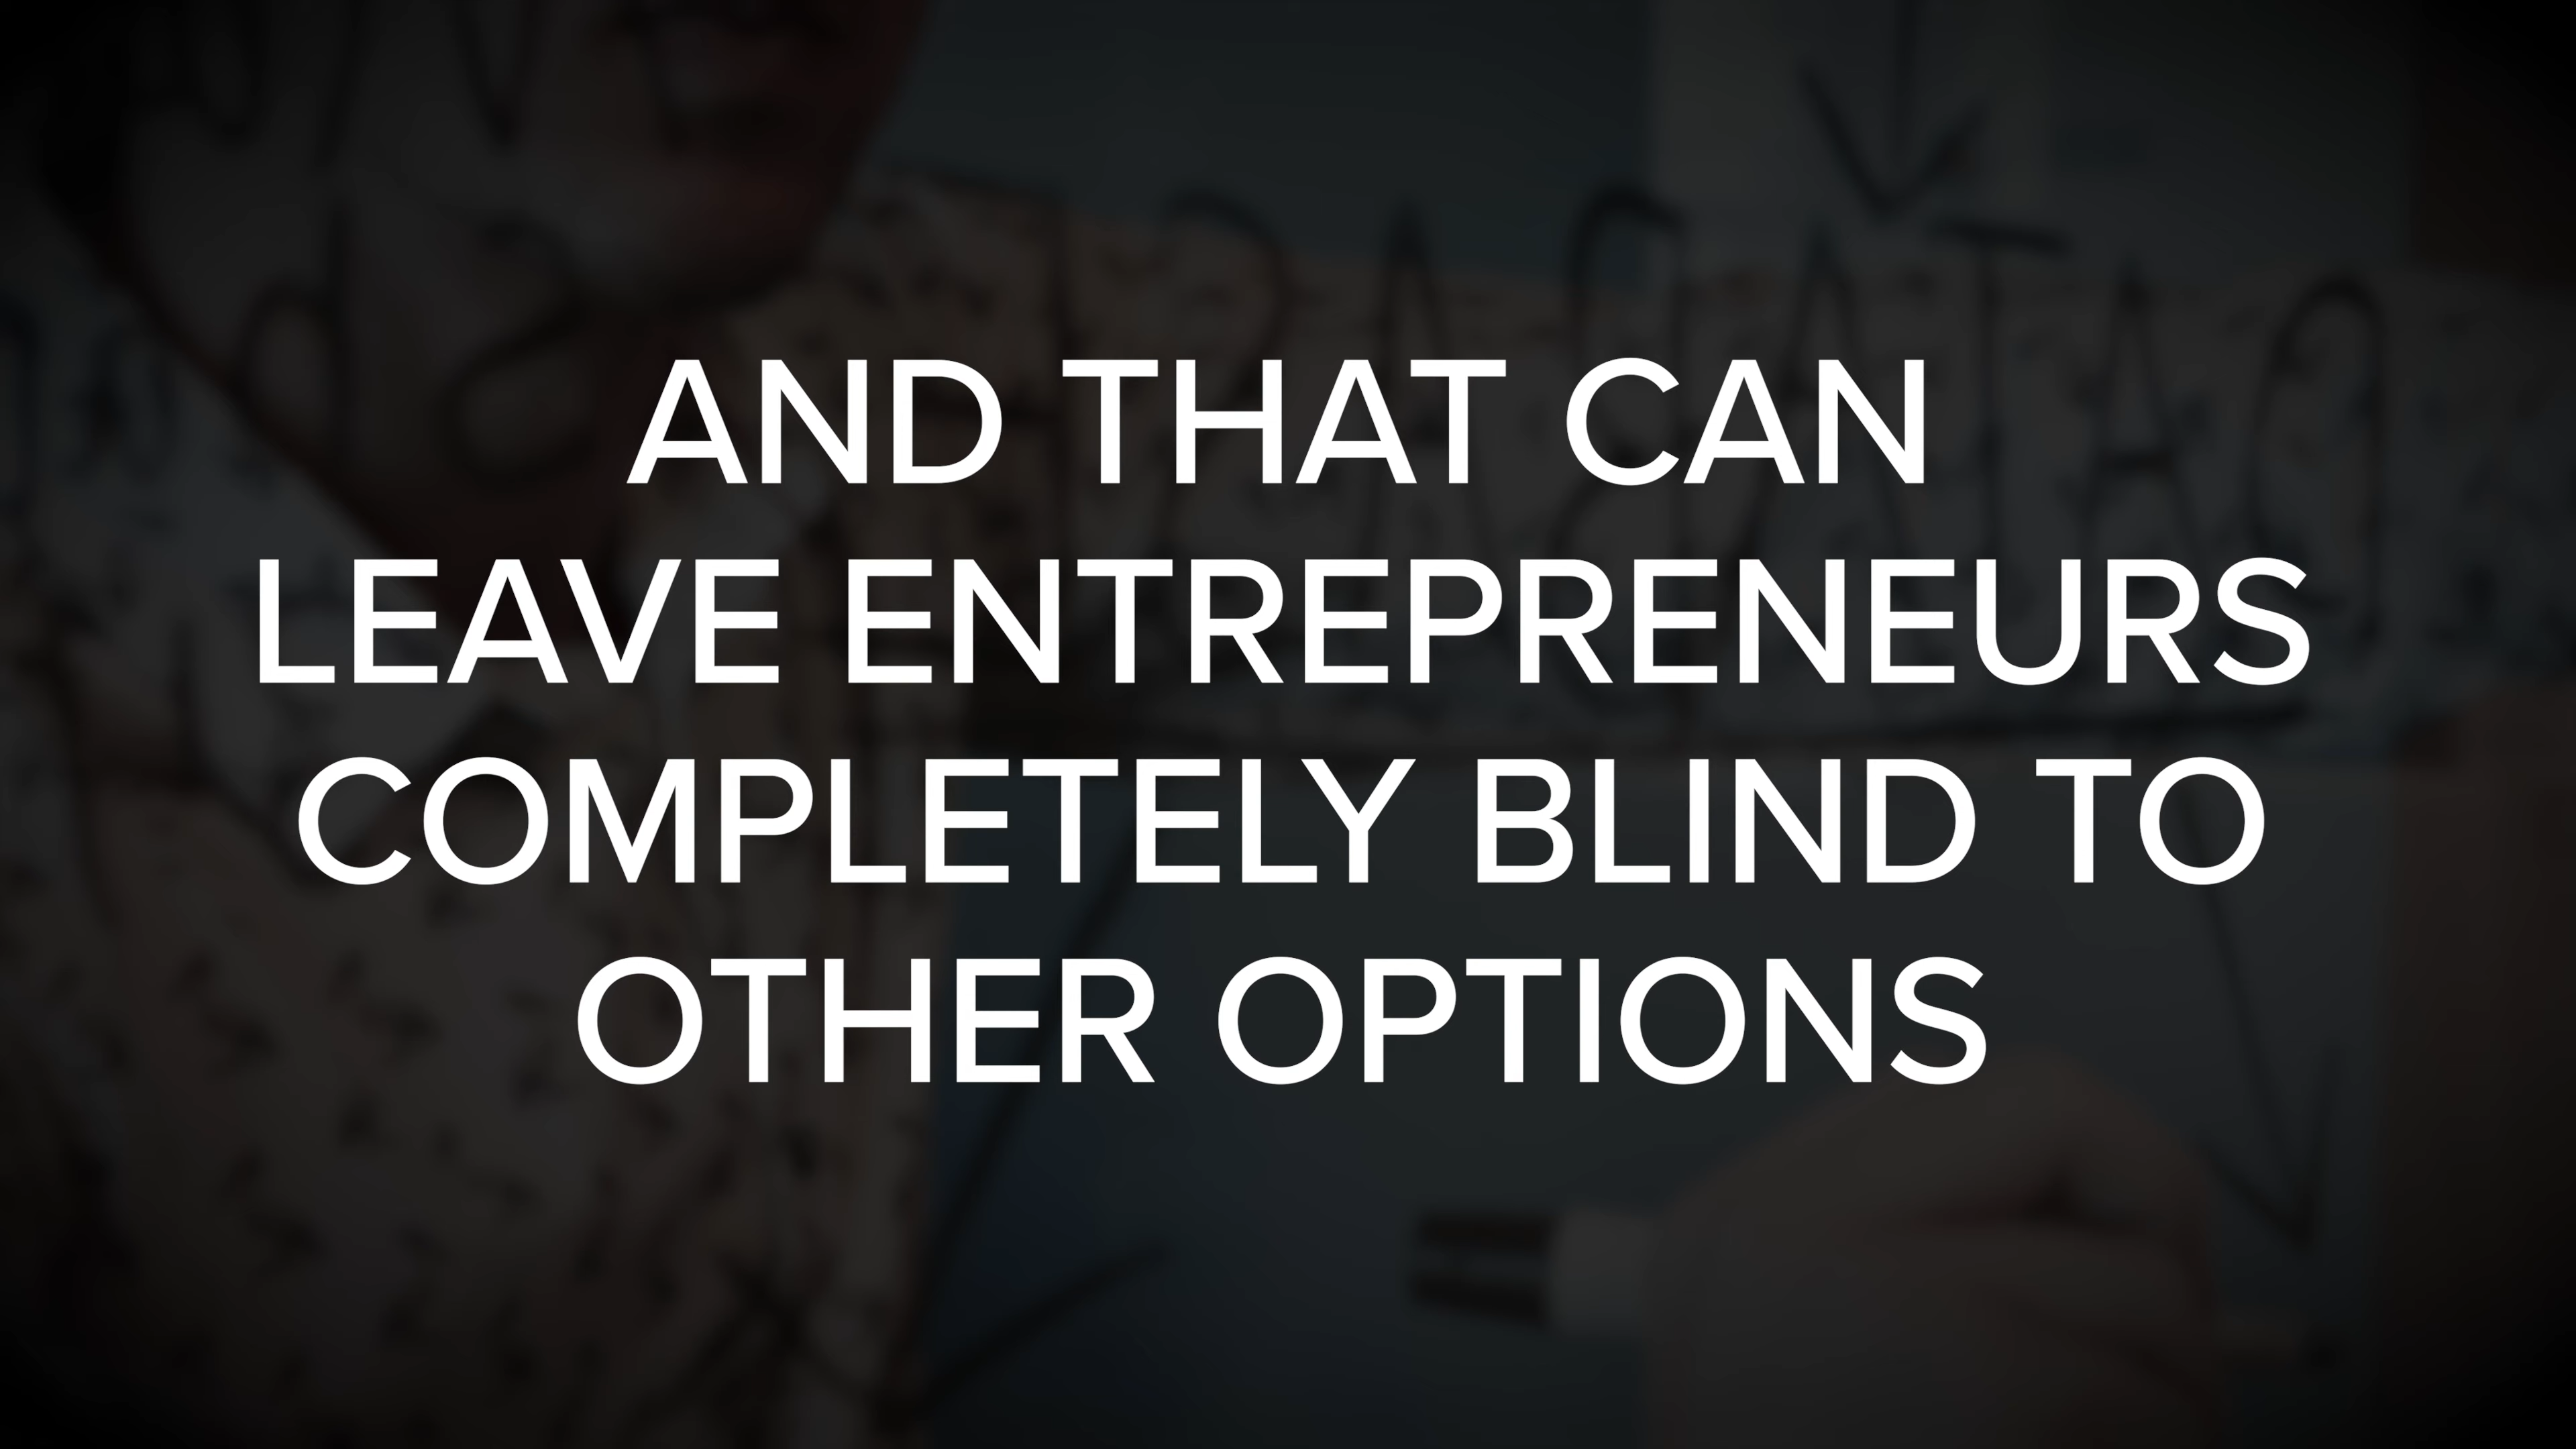 AND THAT CAN
LEAVE ENTREPRENEURS
COMPLETELY BLIND TO
OTHER OPTIONS